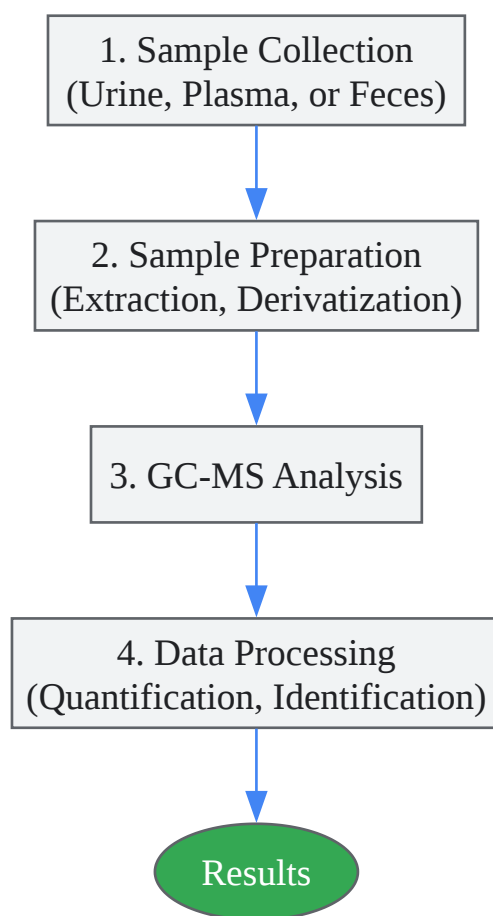 1. Sample Collection
(Urine, Plasma, or Feces)
2. Sample Preparation
(Extraction, Derivatization)
3. GC-MS Analysis
4. Data Processing
(Quantification, Identification)
Results